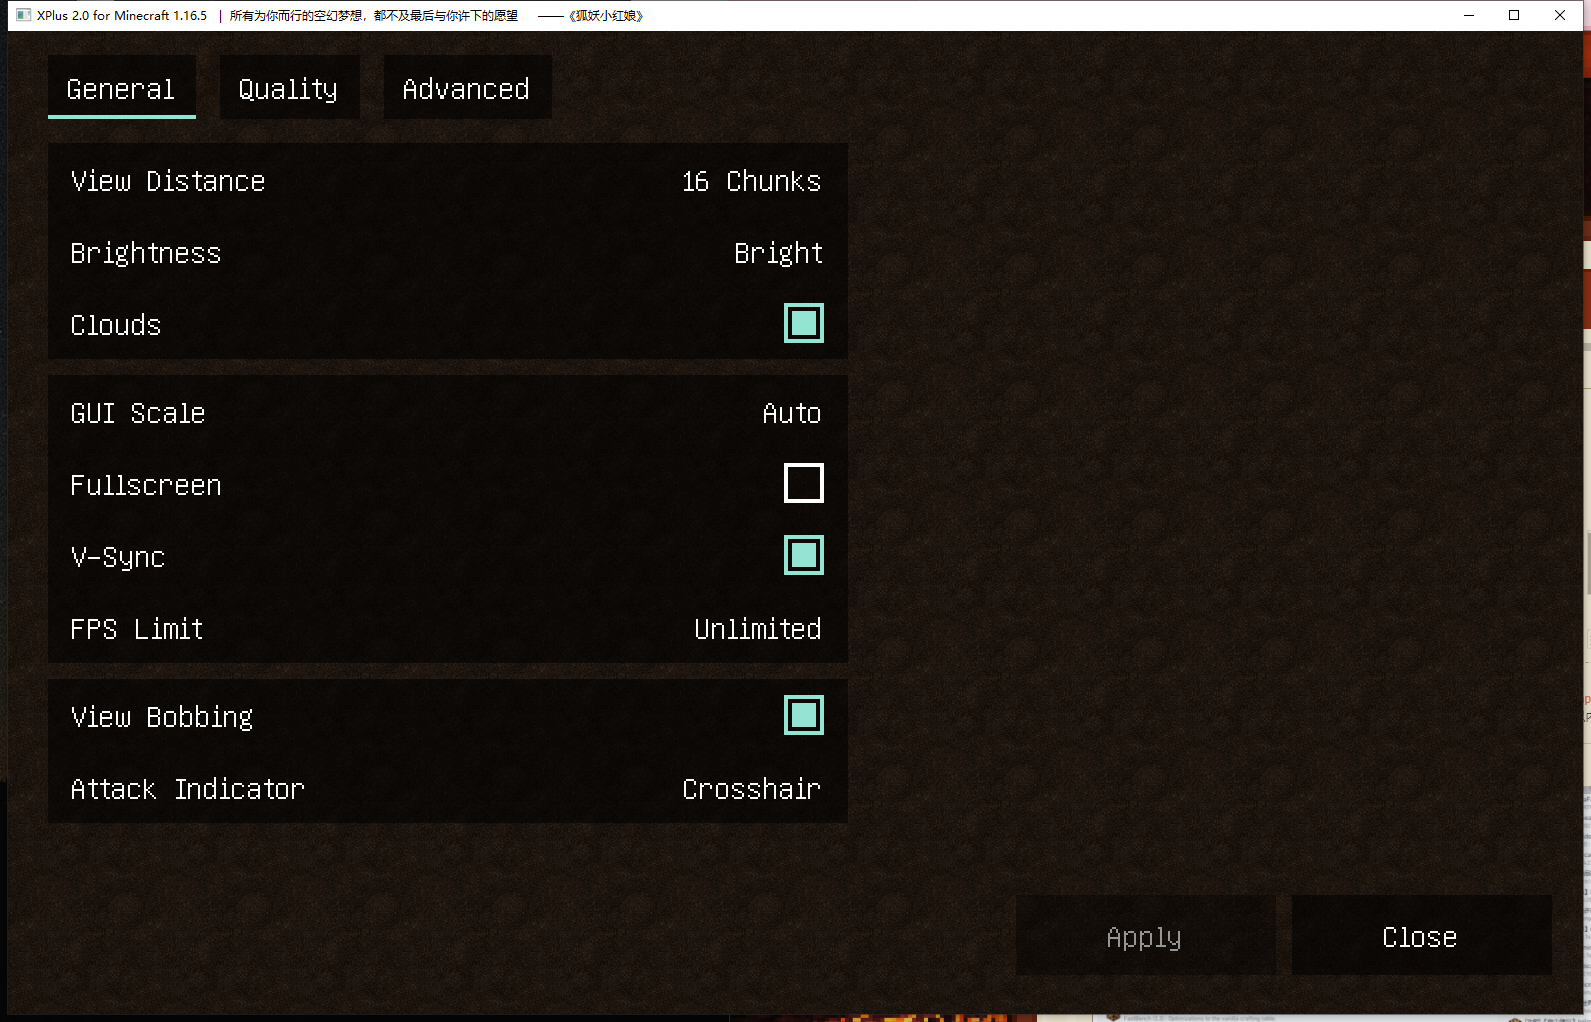 XPlus 2.0 for Minecraft 1.16.5 | 所有为你而行的空幻梦想，都不及最后与你许下的愿望 ——《狐妖小红娘》
General Quality Advanced
View Distance 16 Chunks
Brightness Bright
Clouds
GUI Scale Auto
Fullscreen
V-Sync
FPS Limit Unlimited
View Bobbing
Attack Indicator Crosshair
Apply Close